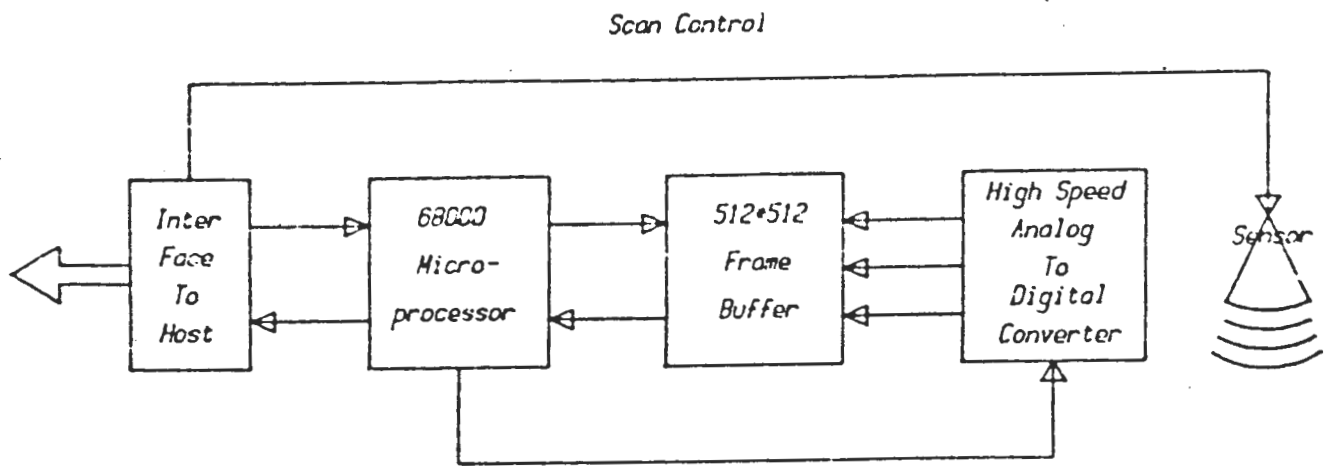 Scan Control
Inter
Face
To
Host
68000
Micro-
processor
512*512
Frame
Buffer
High Speed
Analog
To
Digital
Converter
Sensor